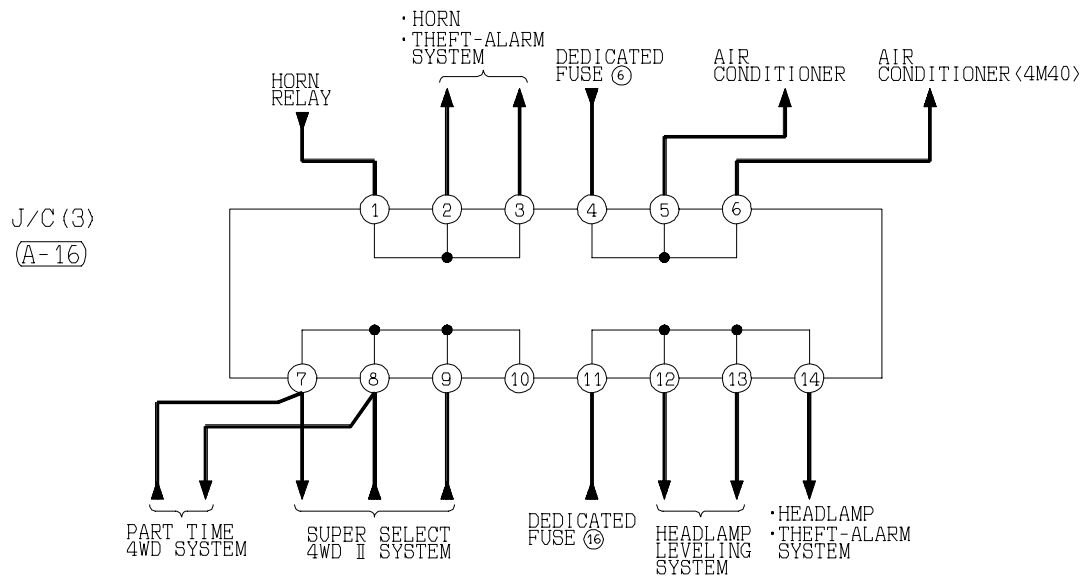 · HORN
· THEFT-ALARM
SYSTEM
HORN
RELAY
DEDICATED
FUSE ⑥
AIR
CONDITIONER
AIR
CONDITIONER〈4M40〉
J/C〈3〉
A-16
1 2 3 4 5 6
7 8 9 10 11 12 13 14
PART TIME
4WD SYSTEM
SUPER SELECT
4WD Ⅱ SYSTEM
DEDICATED
FUSE ⑯
HEADLAMP
LEVELING
SYSTEM
·HEADLAMP
·THEFT-ALARM
SYSTEM